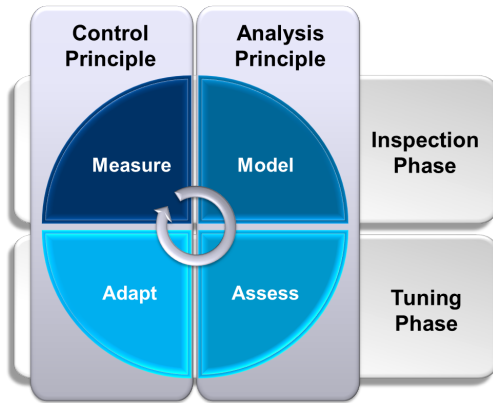 Control
Principle
Analysis
Principle
Measure
Model
Inspection
Phase
Adapt
Assess
Tuning
Phase